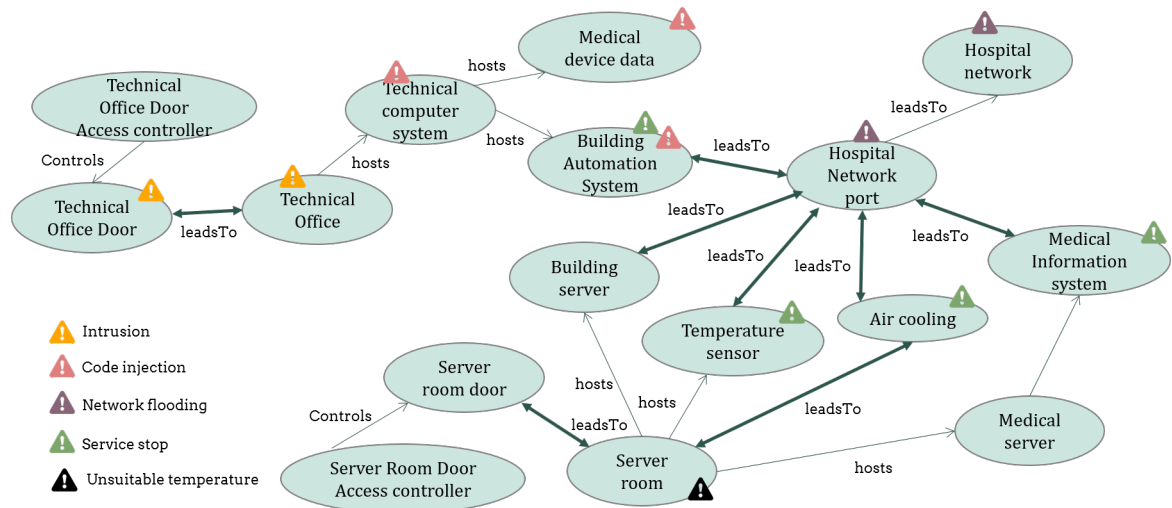 Medical
device data
Hospital
network
hosts
Technical
computer
system
Technical
Office Door
Access controller
leadsTo
hosts
Building
Automation
System
leadsTo
Hospital
Network
port
Controls
hosts
Technical
Office Door
leadsTo
Technical
Office
leadsTo
leadsTo
leadsTo
leadsTo
Medical
Information
system
Building
server
Temperature
sensor
Air cooling
Intrusion
Code injection
Network flooding
Service stop
Unsuitable temperature
Server
room door
hosts
hosts
leadsTo
Controls
leadsTo
Medical
server
Server Room Door
Access controller
Server
room
hosts